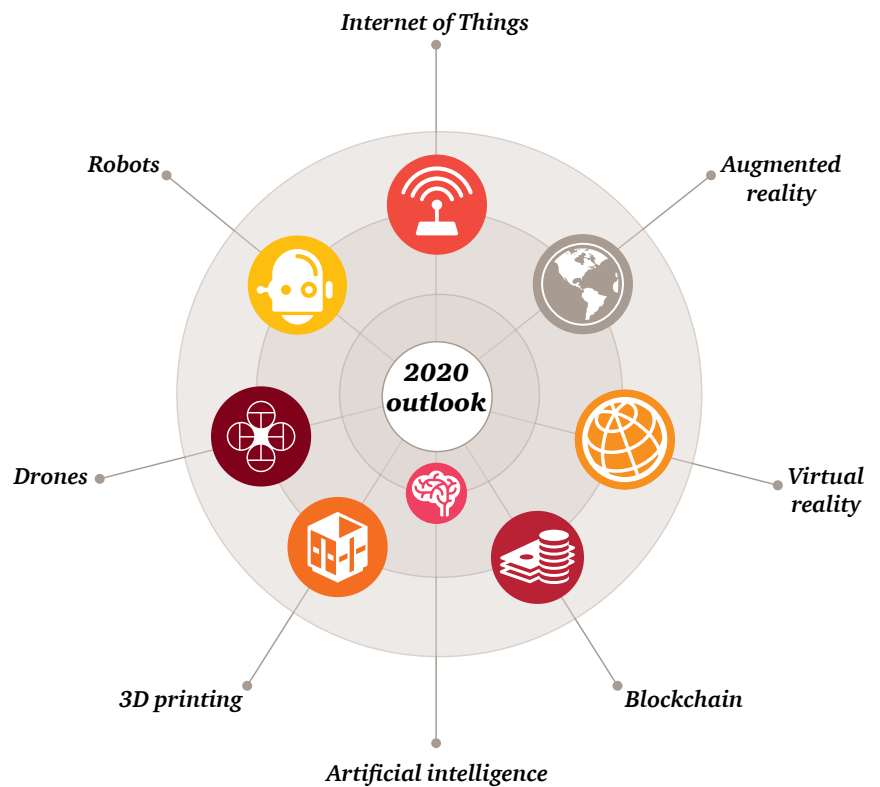 Internet of Things
Robots
Augmented
reality
2020
outlook
Drones
Virtual
reality
3D printing
Blockchain
Artificial intelligence